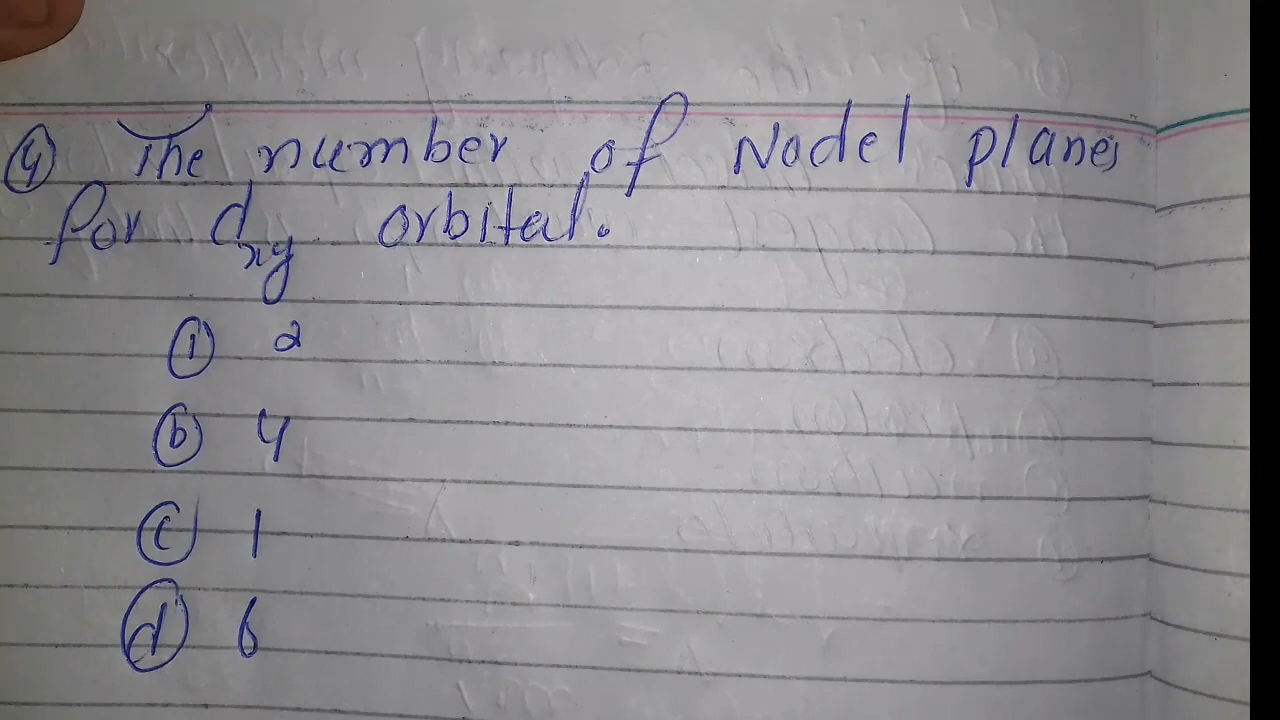 ④ The number of Nodel planes
for dxy orbital.
① 2
ⓑ 4
ⓒ 1
ⓓ 6